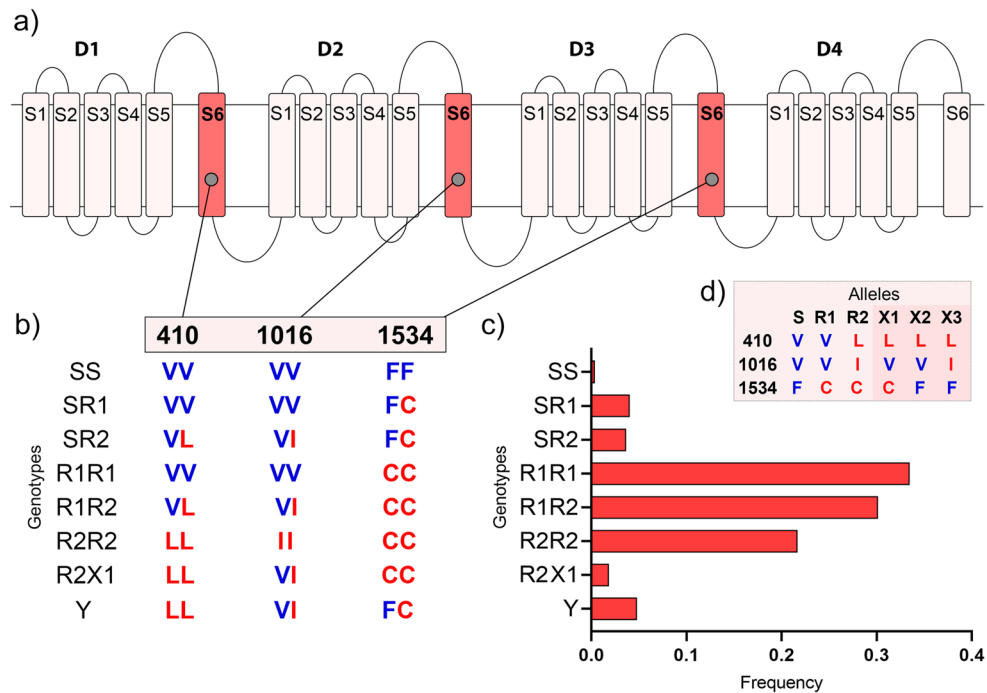 a)
D1 D2 D3 D4
S1 S2 S3 S4 S5 S6 S1 S2 S3 S4 S5 S6 S1 S2 S3 S4 S5 S6 S1 S2 S3 S4 S5 S6
b)
410 1016 1534
Genotypes
SS VV VV FF
SR1 VV VV FC
SR2 VL VI FC
R1R1 VV VV CC
R1R2 VL VI CC
R2R2 LL II CC
R2X1 LL VI CC
Y LL VI FC
c)
Genotypes
SS
SR1
SR2
R1R1
R1R2
R2R2
R2X1
Y
0.0 0.1 0.2 0.3 0.4
Frequency
d)
Alleles
S R1 R2 X1 X2 X3
410 V V L L L L
1016 V V I V V I
1534 F C C C F F